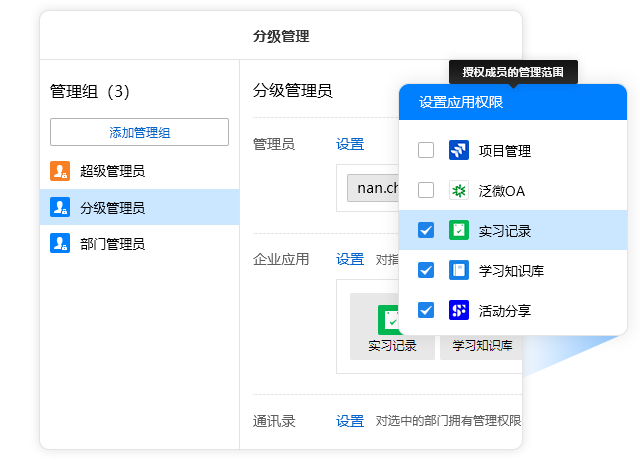 分级管理
管理组（3）
添加管理组
超级管理员
分级管理员
部门管理员
分级管理员
管理员 设置
nan.ch
企业应用 设置 对指
实习记录 学习知识库
通讯录 设置 对选中的部门拥有管理权限
授权成员的管理范围
设置应用权限
项目管理
泛微OA
实习记录
学习知识库
活动分享